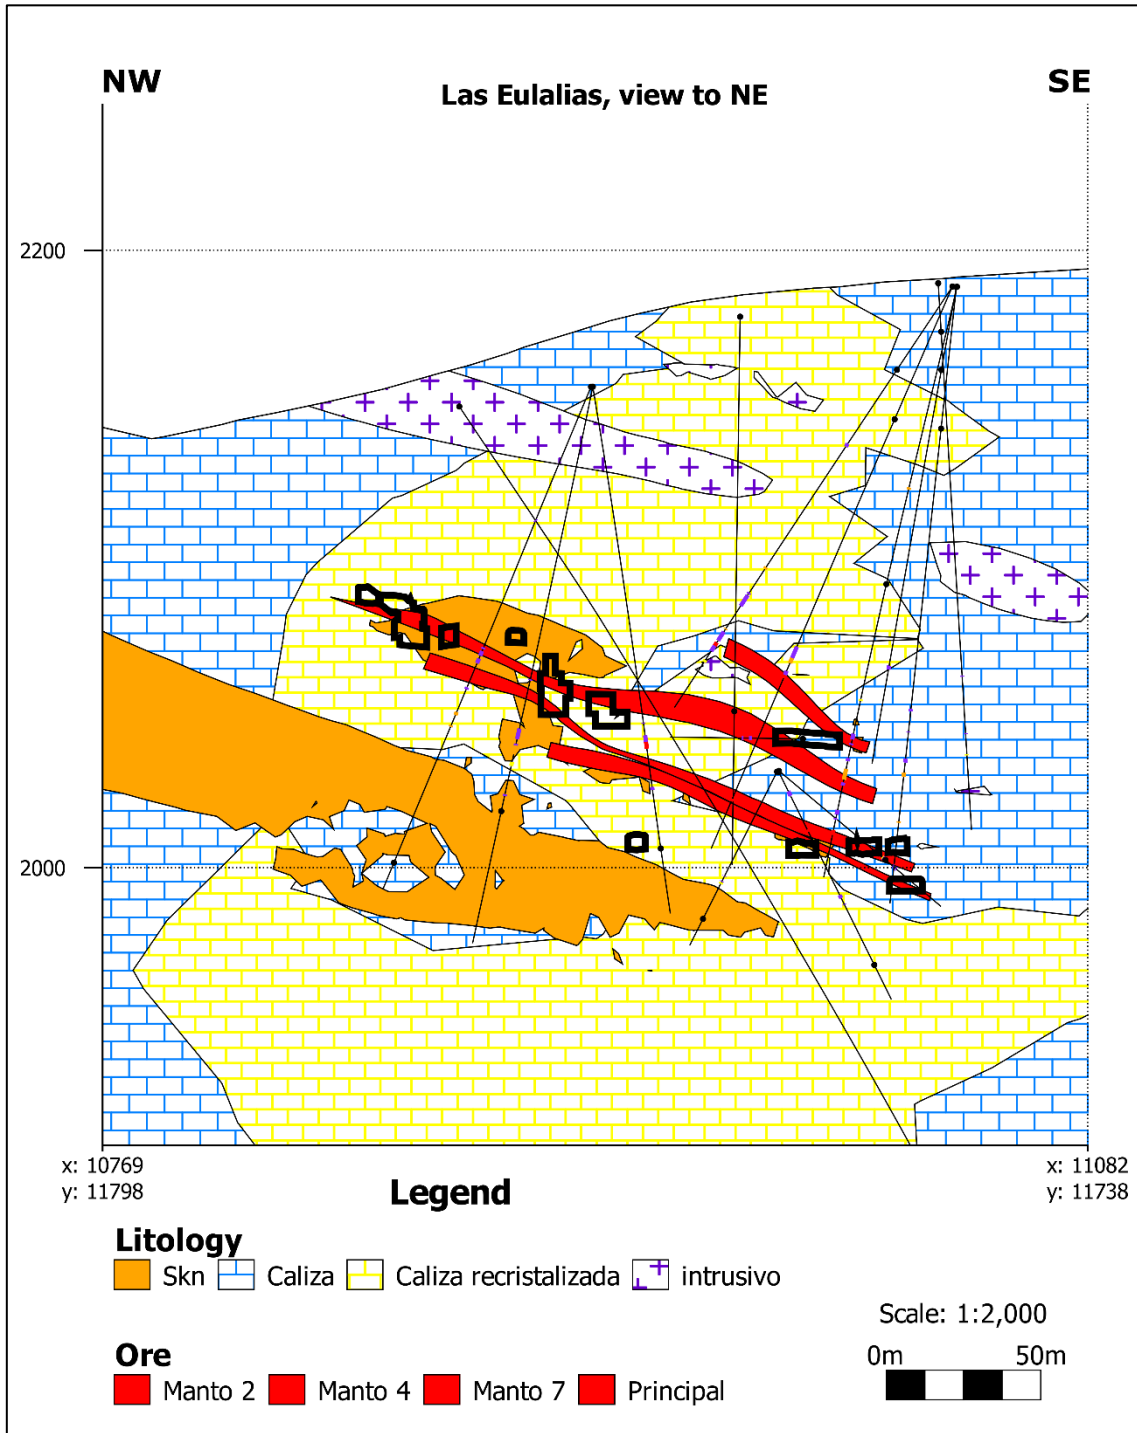 NW
SE
Las Eulalias, view to NE
2200
2000
x: 10769
y: 11798
x: 11082
y: 11738
Legend
Litology
Skn
Caliza
Caliza recristalizada
intrusivo
Scale: 1:2,000
0m
50m
Ore
Manto 2
Manto 4
Manto 7
Principal